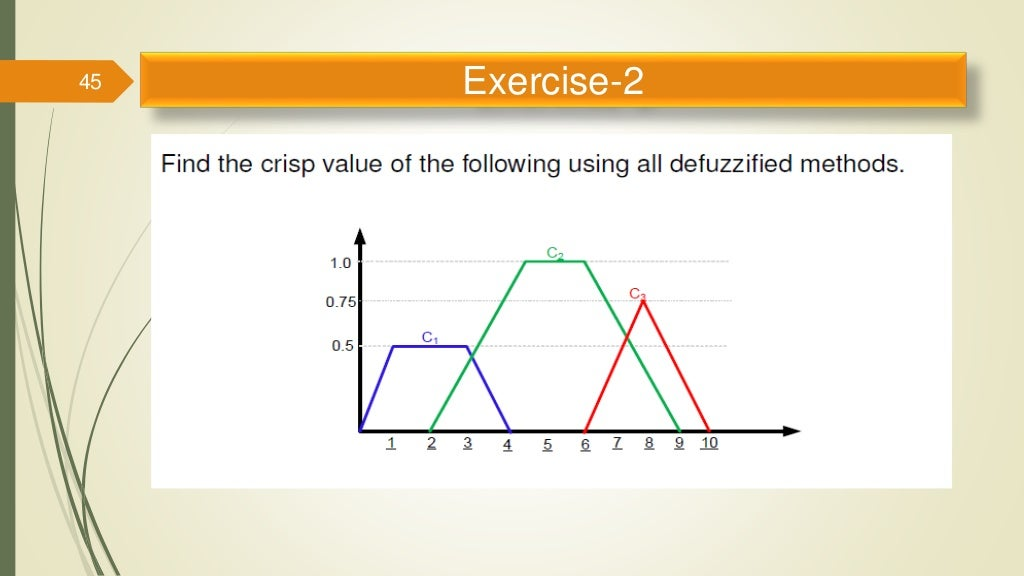 45
Exercise-2
Find the crisp value of the following using all defuzzified methods.
1.0
C₂
0.75
C₃
0.5
C₁
1 2 3 4 5 6 7 8 9 10